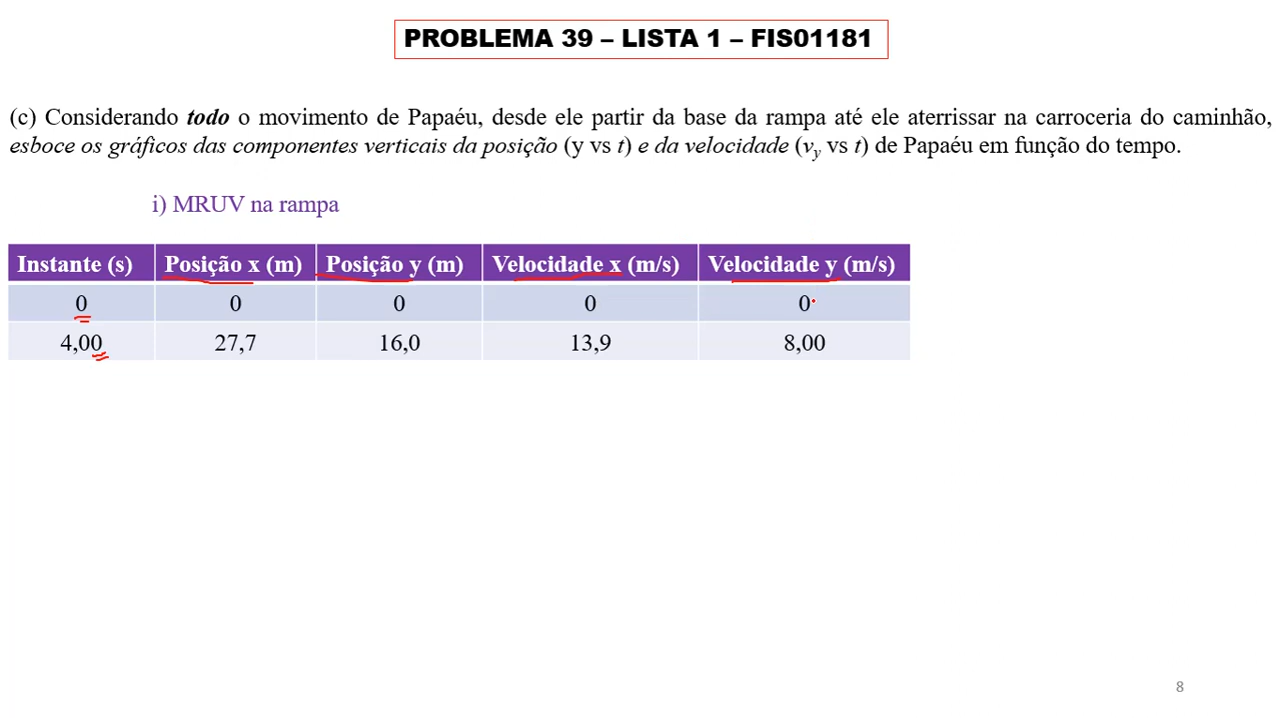 PROBLEMA 39 – LISTA 1 – FIS01181
(c) Considerando todo o movimento de Papaéu, desde ele partir da base da rampa até ele aterrissar na carroceria do caminhão,
esboce os gráficos das componentes verticais da posição (y vs t) e da velocidade (vy vs t) de Papaéu em função do tempo.
i) MRUV na rampa
Instante (s) Posição x (m) Posição y (m) Velocidade x (m/s) Velocidade y (m/s)
0 0 0 0 0
4,00 27,7 16,0 13,9 8,00
8